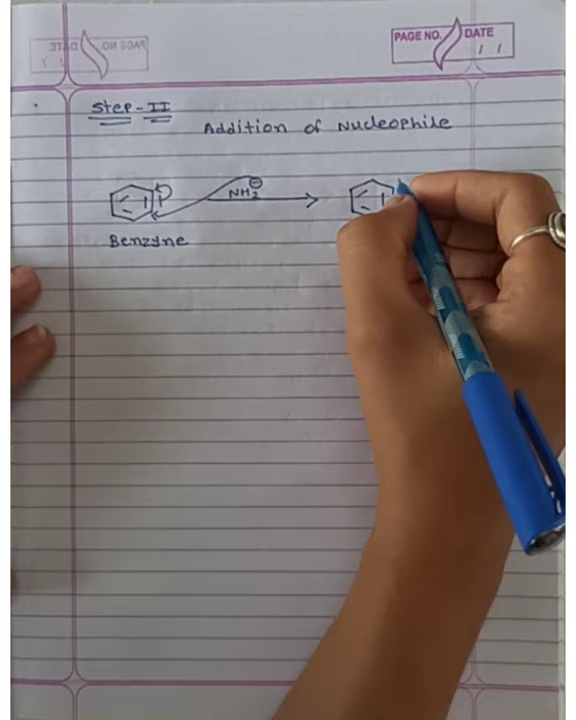 PAGE NO. DATE
/ /
Step-II
Addition of Nucleophile
NH2⊖
Benzyne